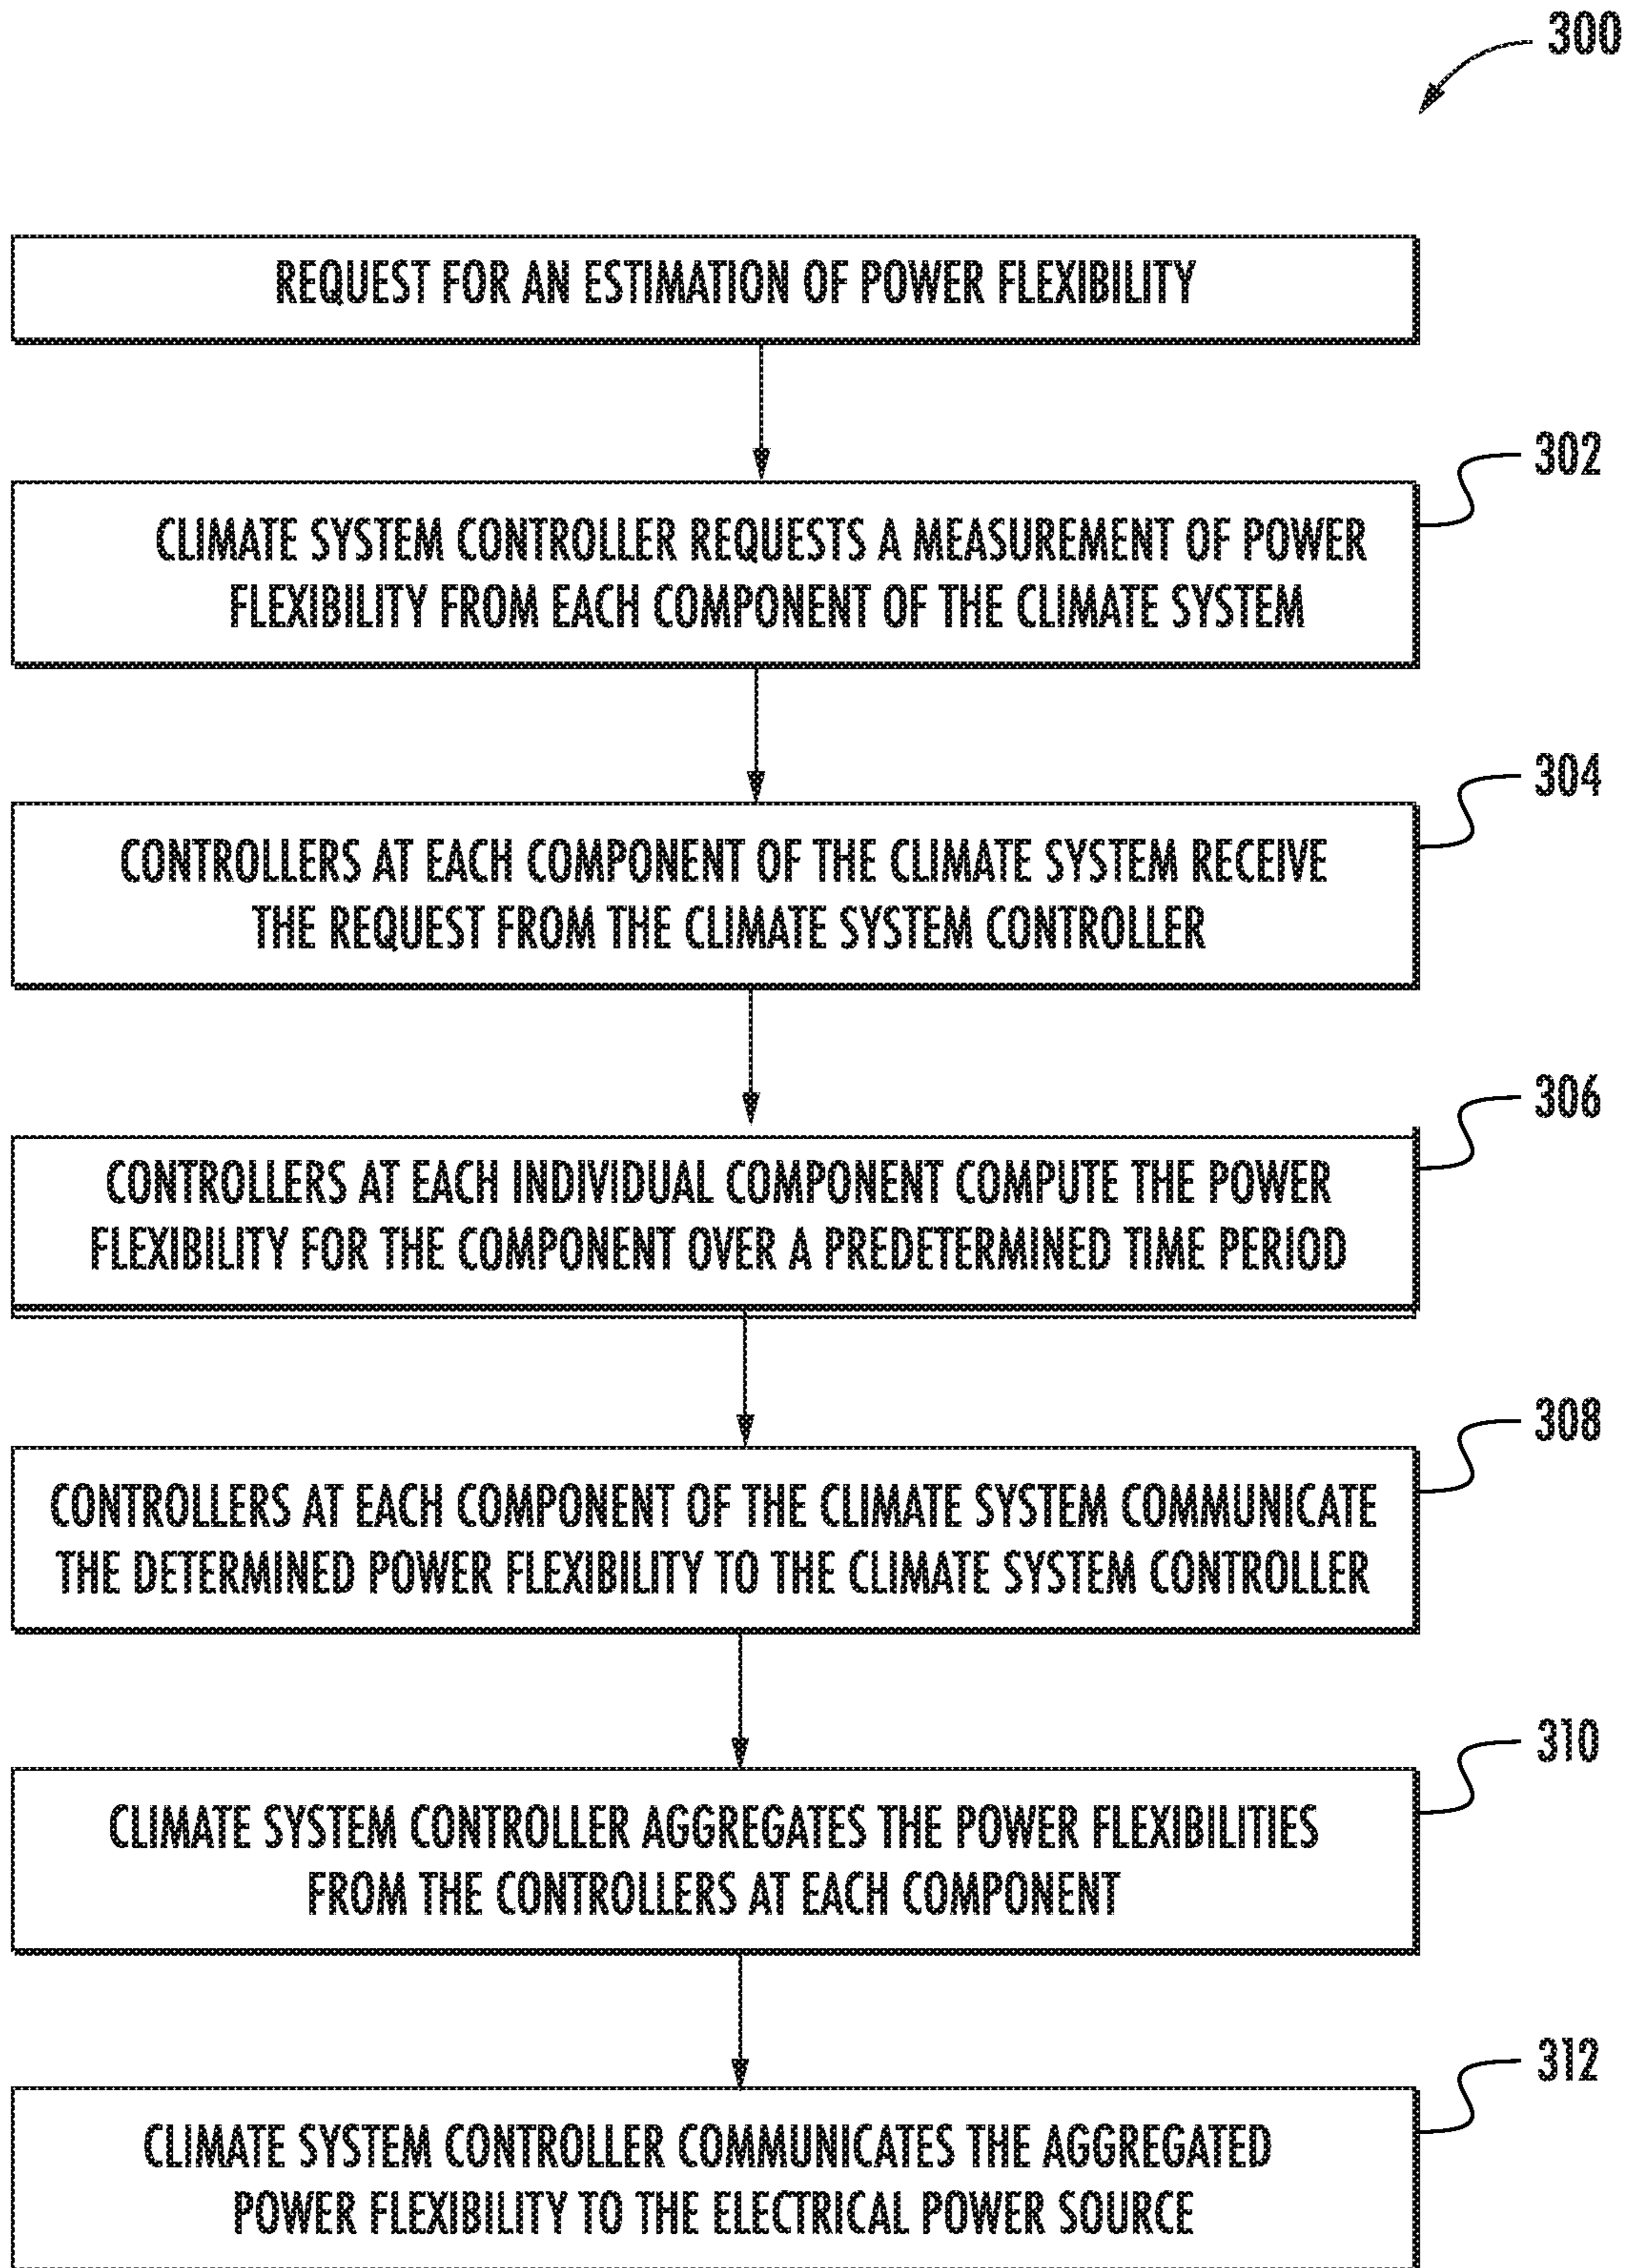 300
REQUEST FOR AN ESTIMATION OF POWER FLEXIBILITY
302
CLIMATE SYSTEM CONTROLLER REQUESTS A MEASUREMENT OF POWER
FLEXIBILITY FROM EACH COMPONENT OF THE CLIMATE SYSTEM
304
CONTROLLERS AT EACH COMPONENT OF THE CLIMATE SYSTEM RECEIVE
THE REQUEST FROM THE CLIMATE SYSTEM CONTROLLER
306
CONTROLLERS AT EACH INDIVIDUAL COMPONENT COMPUTE THE POWER
FLEXIBILITY FOR THE COMPONENT OVER A PREDETERMINED TIME PERIOD
308
CONTROLLERS AT EACH COMPONENT OF THE CLIMATE SYSTEM COMMUNICATE
THE DETERMINED POWER FLEXIBILITY TO THE CLIMATE SYSTEM CONTROLLER
310
CLIMATE SYSTEM CONTROLLER AGGREGATES THE POWER FLEXIBILITIES
FROM THE CONTROLLERS AT EACH COMPONENT
312
CLIMATE SYSTEM CONTROLLER COMMUNICATES THE AGGREGATED
POWER FLEXIBILITY TO THE ELECTRICAL POWER SOURCE